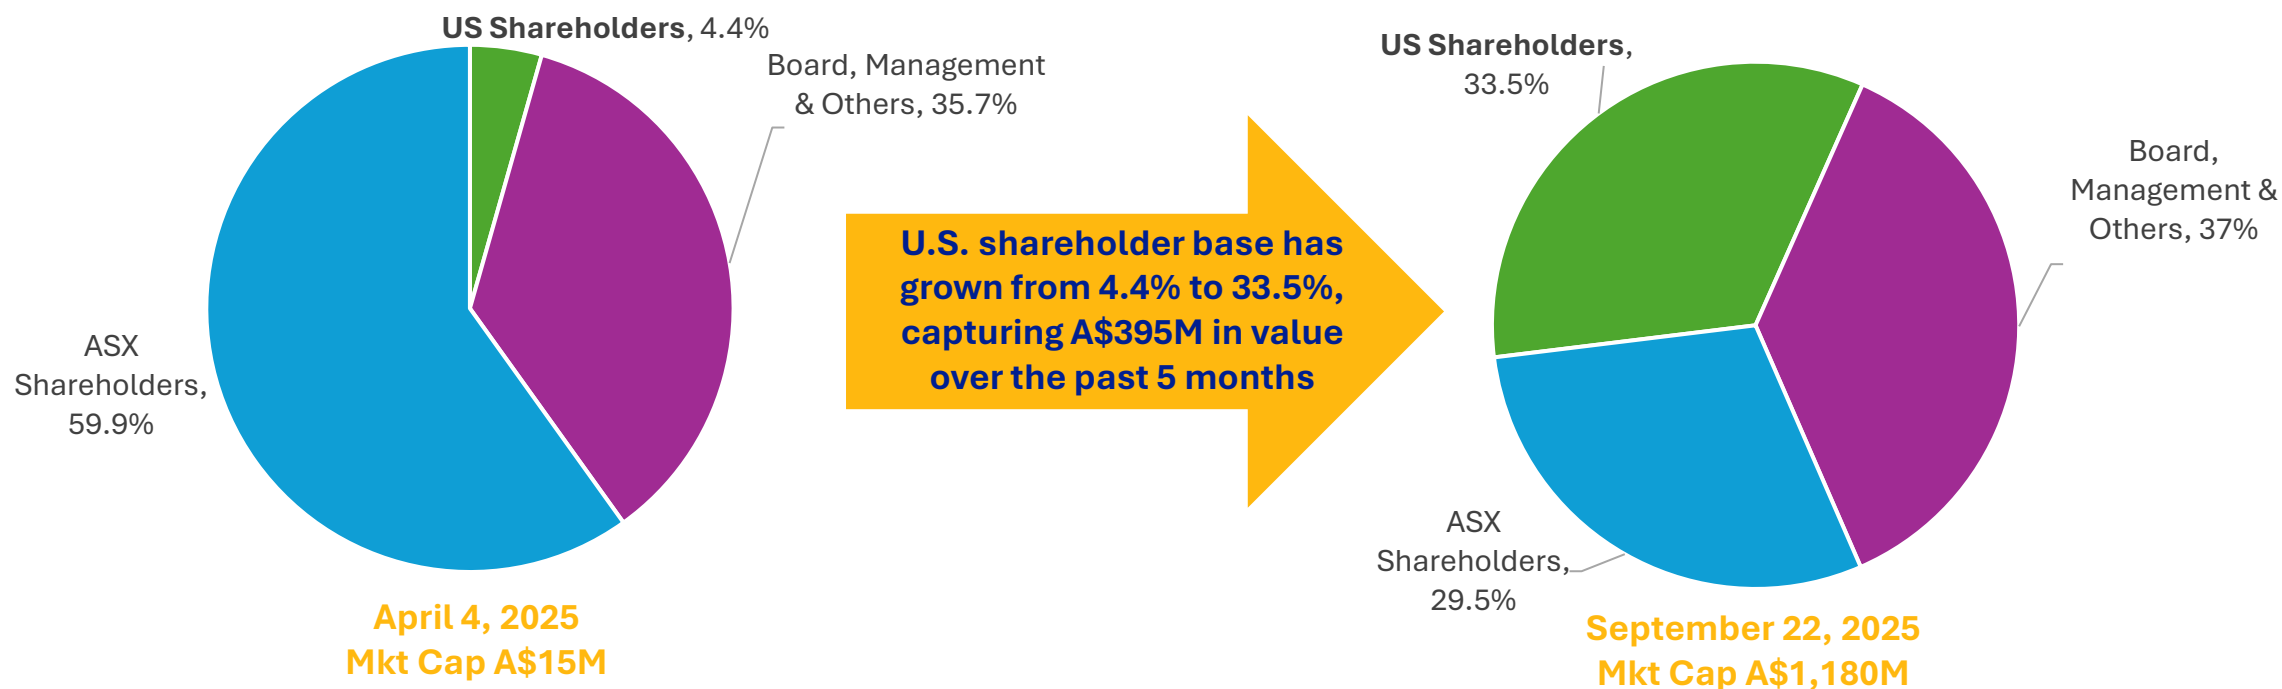 US Shareholders, 4.4%
Board, Management
& Others, 35.7%
ASX
Shareholders,
59.9%
April 4, 2025
Mkt Cap A$15M
U.S. shareholder base has
grown from 4.4% to 33.5%,
capturing A$395M in value
over the past 5 months
US Shareholders,
33.5%
Board,
Management &
Others, 37%
ASX
Shareholders,
29.5%
September 22, 2025
Mkt Cap A$1,180M